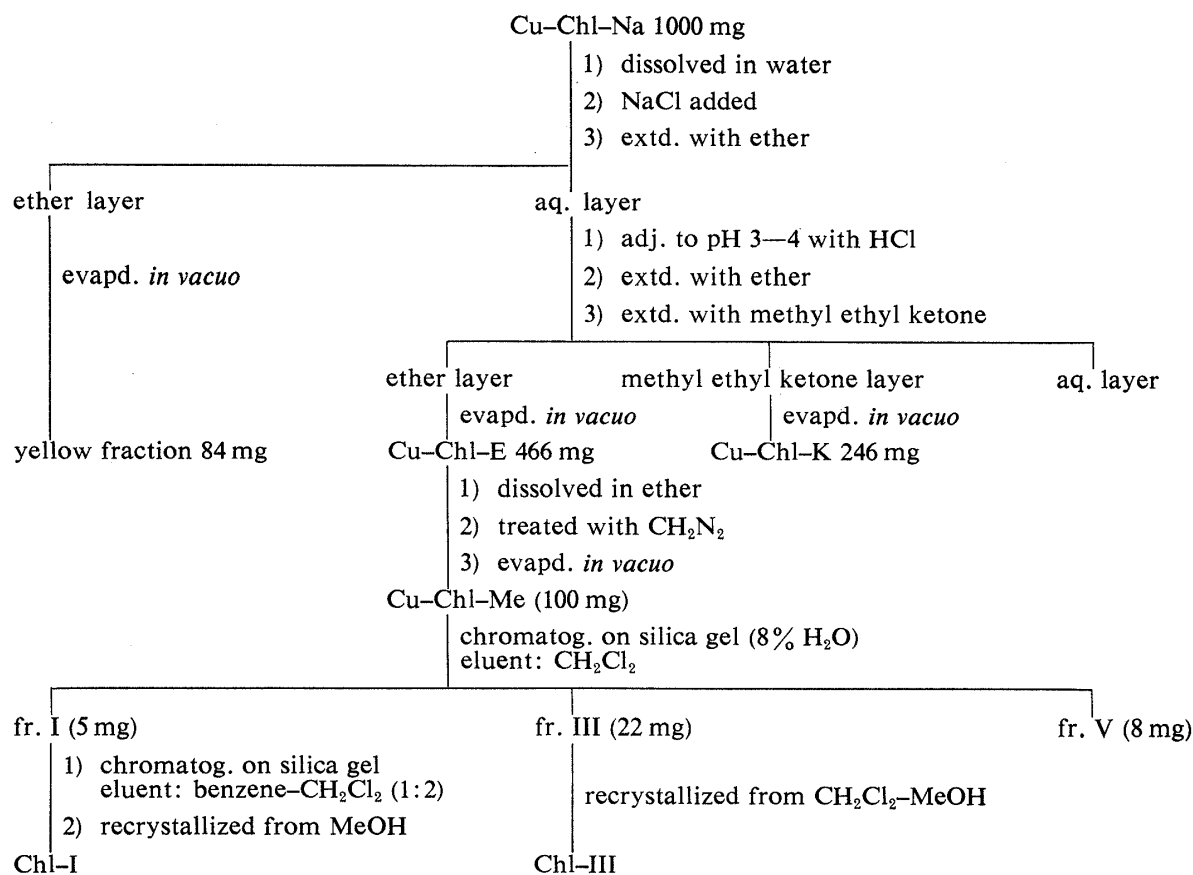 Cu–Chl–Na 1000 mg
1) dissolved in water
2) NaCl added
3) extd. with ether
ether layer
aq. layer
evapd. in vacuo
1) adj. to pH 3—4 with HCl
2) extd. with ether
3) extd. with methyl ethyl ketone
ether layer
methyl ethyl ketone layer
aq. layer
evapd. in vacuo
evapd. in vacuo
yellow fraction 84 mg
Cu–Chl–E 466 mg
Cu–Chl–K 246 mg
1) dissolved in ether
2) treated with CH₂N₂
3) evapd. in vacuo
Cu–Chl–Me (100 mg)
chromatog. on silica gel (8% H₂O)
eluent: CH₂Cl₂
fr. I (5 mg)
fr. III (22 mg)
fr. V (8 mg)
1) chromatog. on silica gel
eluent: benzene–CH₂Cl₂ (1:2)
2) recrystallized from MeOH
recrystallized from CH₂Cl₂–MeOH
Chl–I
Chl–III